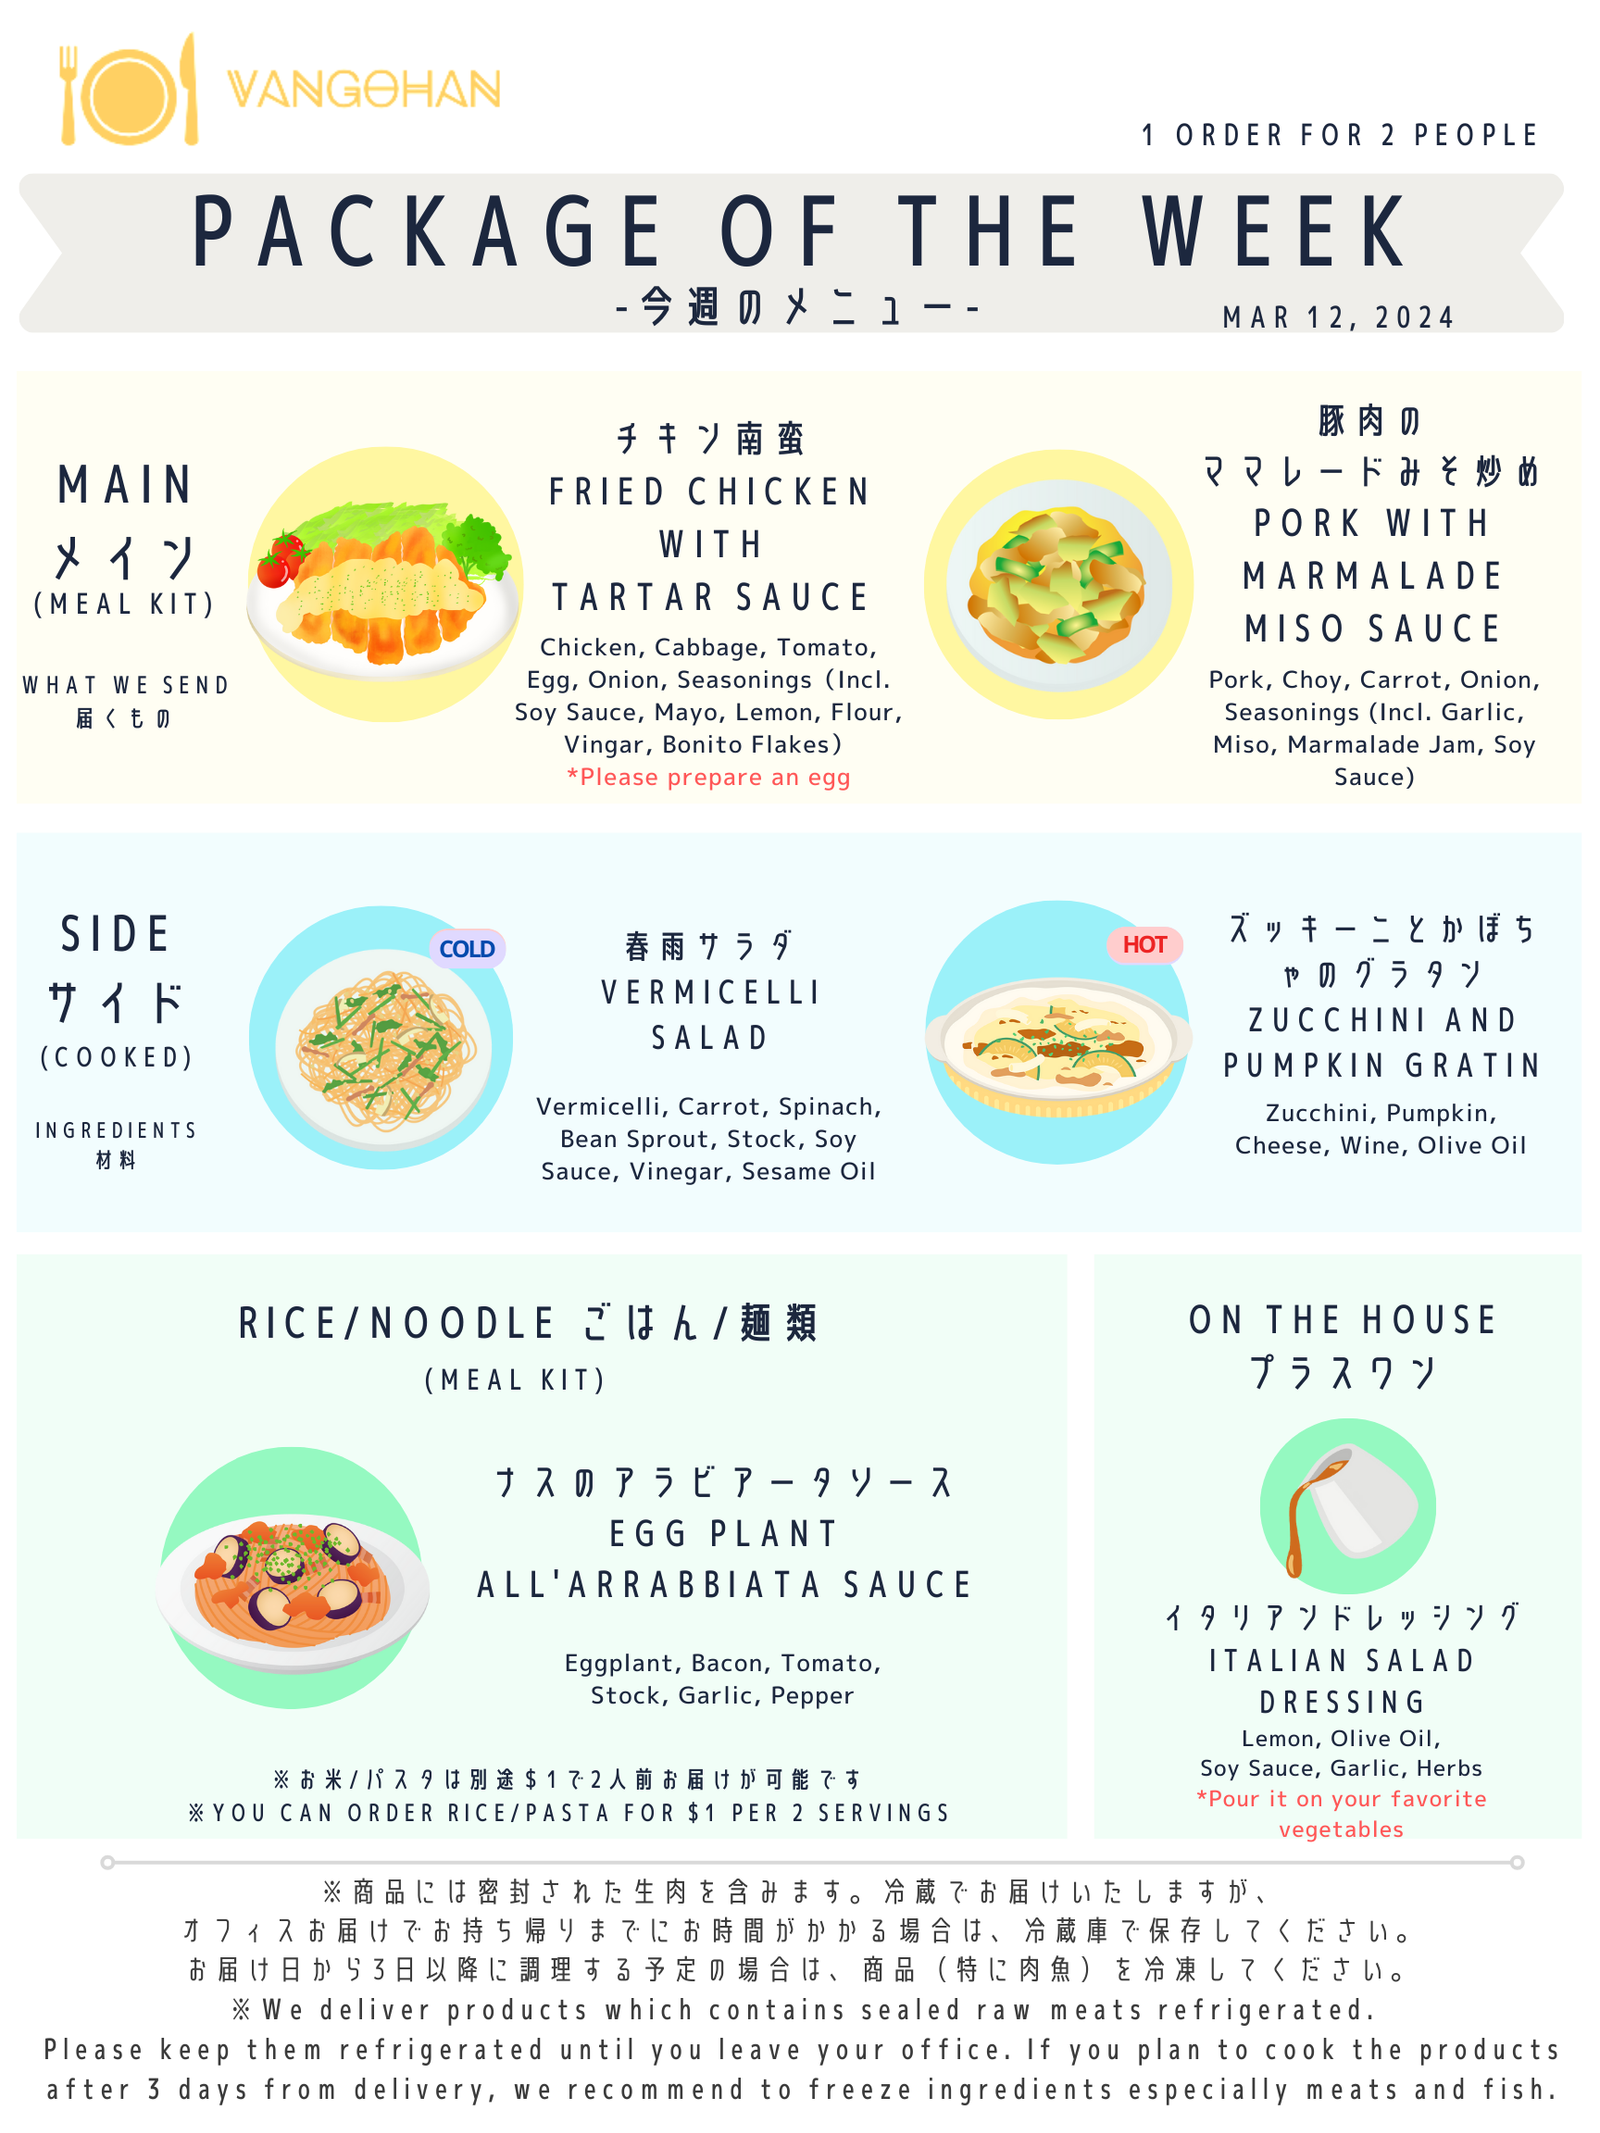 VANGOHAN
1 ORDER FOR 2 PEOPLE
PACKAGE OF THE WEEK
-今週のメニュー-
MAR 12, 2024
MAIN
メイン
(MEAL KIT)
WHAT WE SEND
届くもの
チキン南蛮
FRIED CHICKEN
WITH
TARTAR SAUCE
Chicken, Cabbage, Tomato,
Egg, Onion, Seasonings (Incl.
Soy Sauce, Mayo, Lemon, Flour,
Vingar, Bonito Flakes)
*Please prepare an egg
豚肉の
ママレードみそ炒め
PORK WITH
MARMALADE
MISO SAUCE
Pork, Choy, Carrot, Onion,
Seasonings (Incl. Garlic,
Miso, Marmalade Jam, Soy
Sauce)
SIDE
サイド
(COOKED)
INGREDIENTS
材料
COLD
春雨サラダ
VERMICELLI
SALAD
Vermicelli, Carrot, Spinach,
Bean Sprout, Stock, Soy
Sauce, Vinegar, Sesame Oil
HOT
ズッキーニとかぼち
ゃのグラタン
ZUCCHINI AND
PUMPKIN GRATIN
Zucchini, Pumpkin,
Cheese, Wine, Olive Oil
RICE/NOODLE ごはん/麺類
(MEAL KIT)
ナスのアラビアータソース
EGG PLANT
ALL'ARRABBIATA SAUCE
Eggplant, Bacon, Tomato,
Stock, Garlic, Pepper
※お米/パスタは別途$1で2人前お届けが可能です
※YOU CAN ORDER RICE/PASTA FOR $1 PER 2 SERVINGS
ON THE HOUSE
プラスワン
イタリアンドレッシング
ITALIAN SALAD
DRESSING
Lemon, Olive Oil,
Soy Sauce, Garlic, Herbs
*Pour it on your favorite
vegetables
※商品には密封された生肉を含みます。冷蔵でお届けいたしますが、
オフィスお届けでお持ち帰りまでにお時間がかかる場合は、冷蔵庫で保存してください。
お届け日から3日以降に調理する予定の場合は、商品（特に肉魚）を冷凍してください。
※We deliver products which contains sealed raw meats refrigerated.
Please keep them refrigerated until you leave your office. If you plan to cook the products
after 3 days from delivery, we recommend to freeze ingredients especially meats and fish.